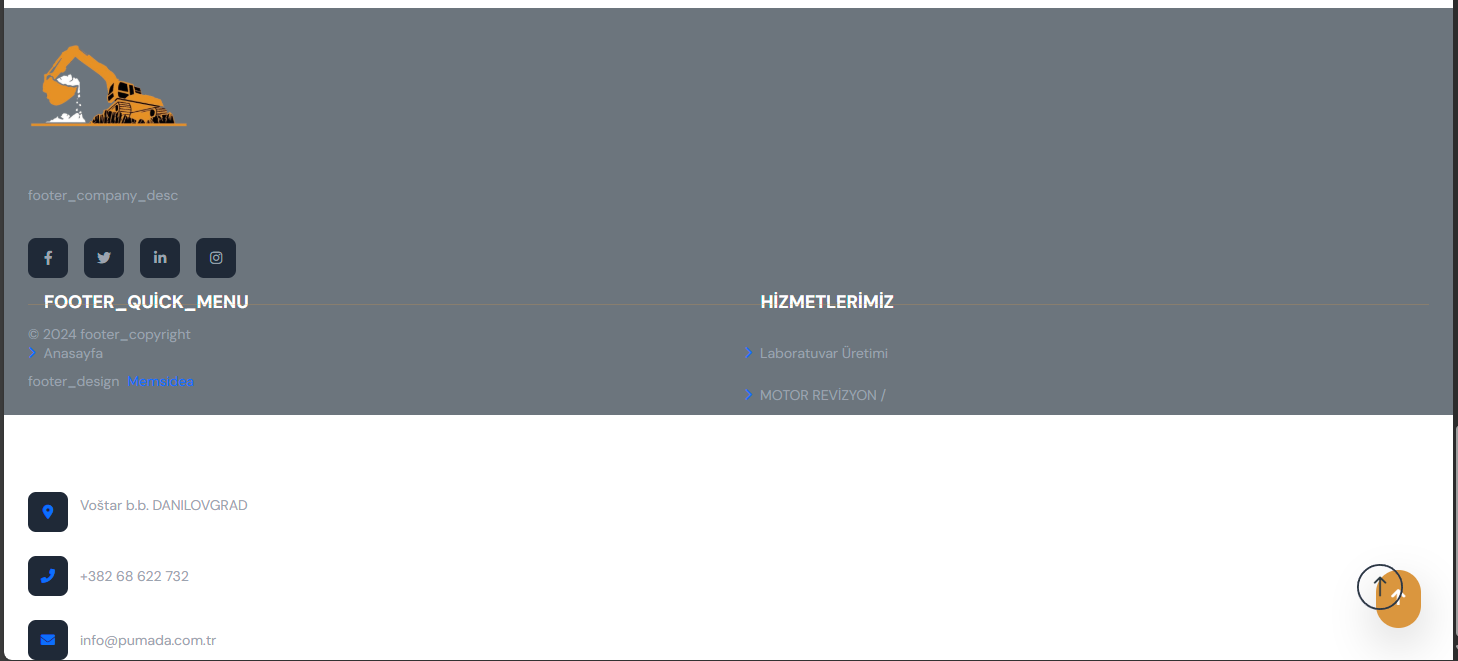 footer_company_desc
FOOTER_QUİCK_MENU
HİZMETLERİMİZ
© 2024 footer_copyright
Anasayfa
Laboratuvar Üretimi
footer_design Memsidea
MOTOR REVİZYON /
Voštar b.b. DANILOVGRAD
+382 68 622 732
info@pumada.com.tr